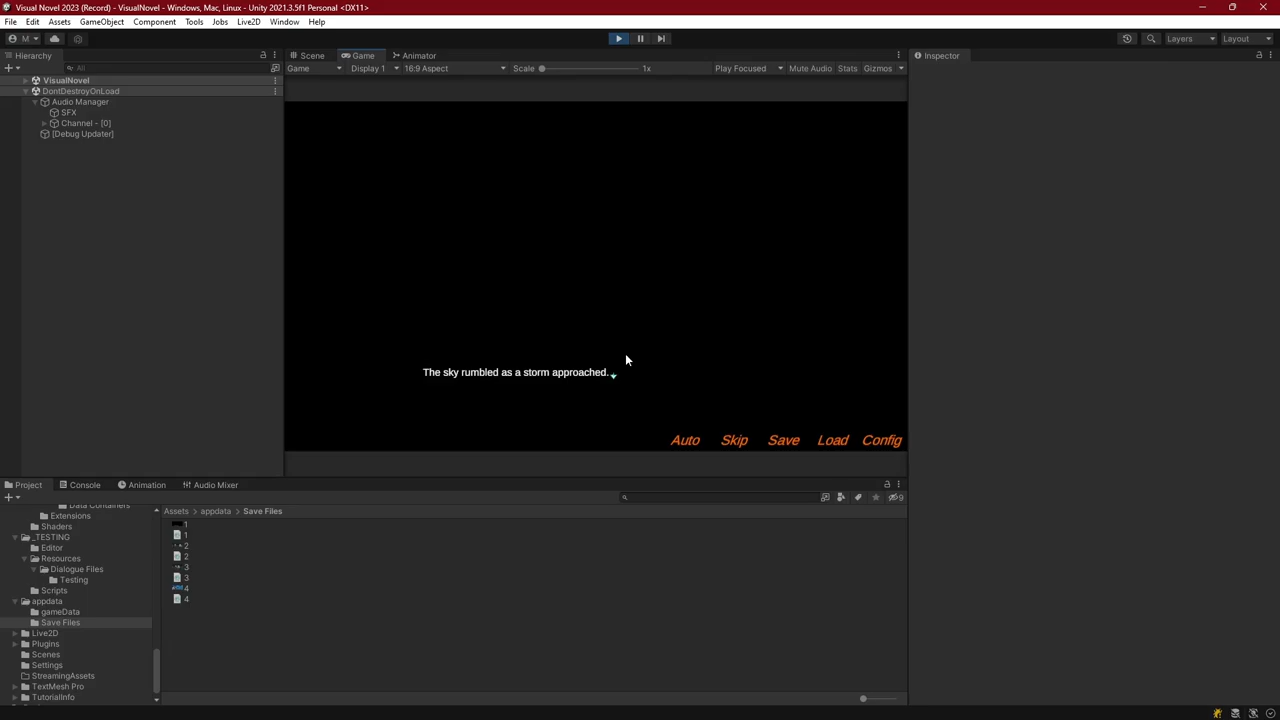 Visual Novel 2023 (Record) - VisualNovel - Windows, Mac, Linux - Unity 2021.3.5f1 Personal <DX11>
File Edit Assets GameObject Component Tools Jobs Live2D Window Help
M Layers Layout
Hierarchy Scene Game Animator Inspector
All Game Display 1 16:9 Aspect Scale 1x Play Focused Mute Audio Stats Gizmos
VisualNovel
DontDestroyOnLoad
Audio Manager
SFX
Channel - [0]
[Debug Updater]
The sky rumbled as a storm approached.
Auto Skip Save Load Config
Project Console Animation Audio Mixer
9
Data Containers
Extensions
Shaders
_TESTING
Editor
Resources
Dialogue Files
Testing
Scripts
appdata
gameData
Save Files
Live2D
Plugins
Scenes
Settings
StreamingAssets
TextMesh Pro
TutorialInfo
Assets > appdata > Save Files
1
1
2
2
3
3
4
4